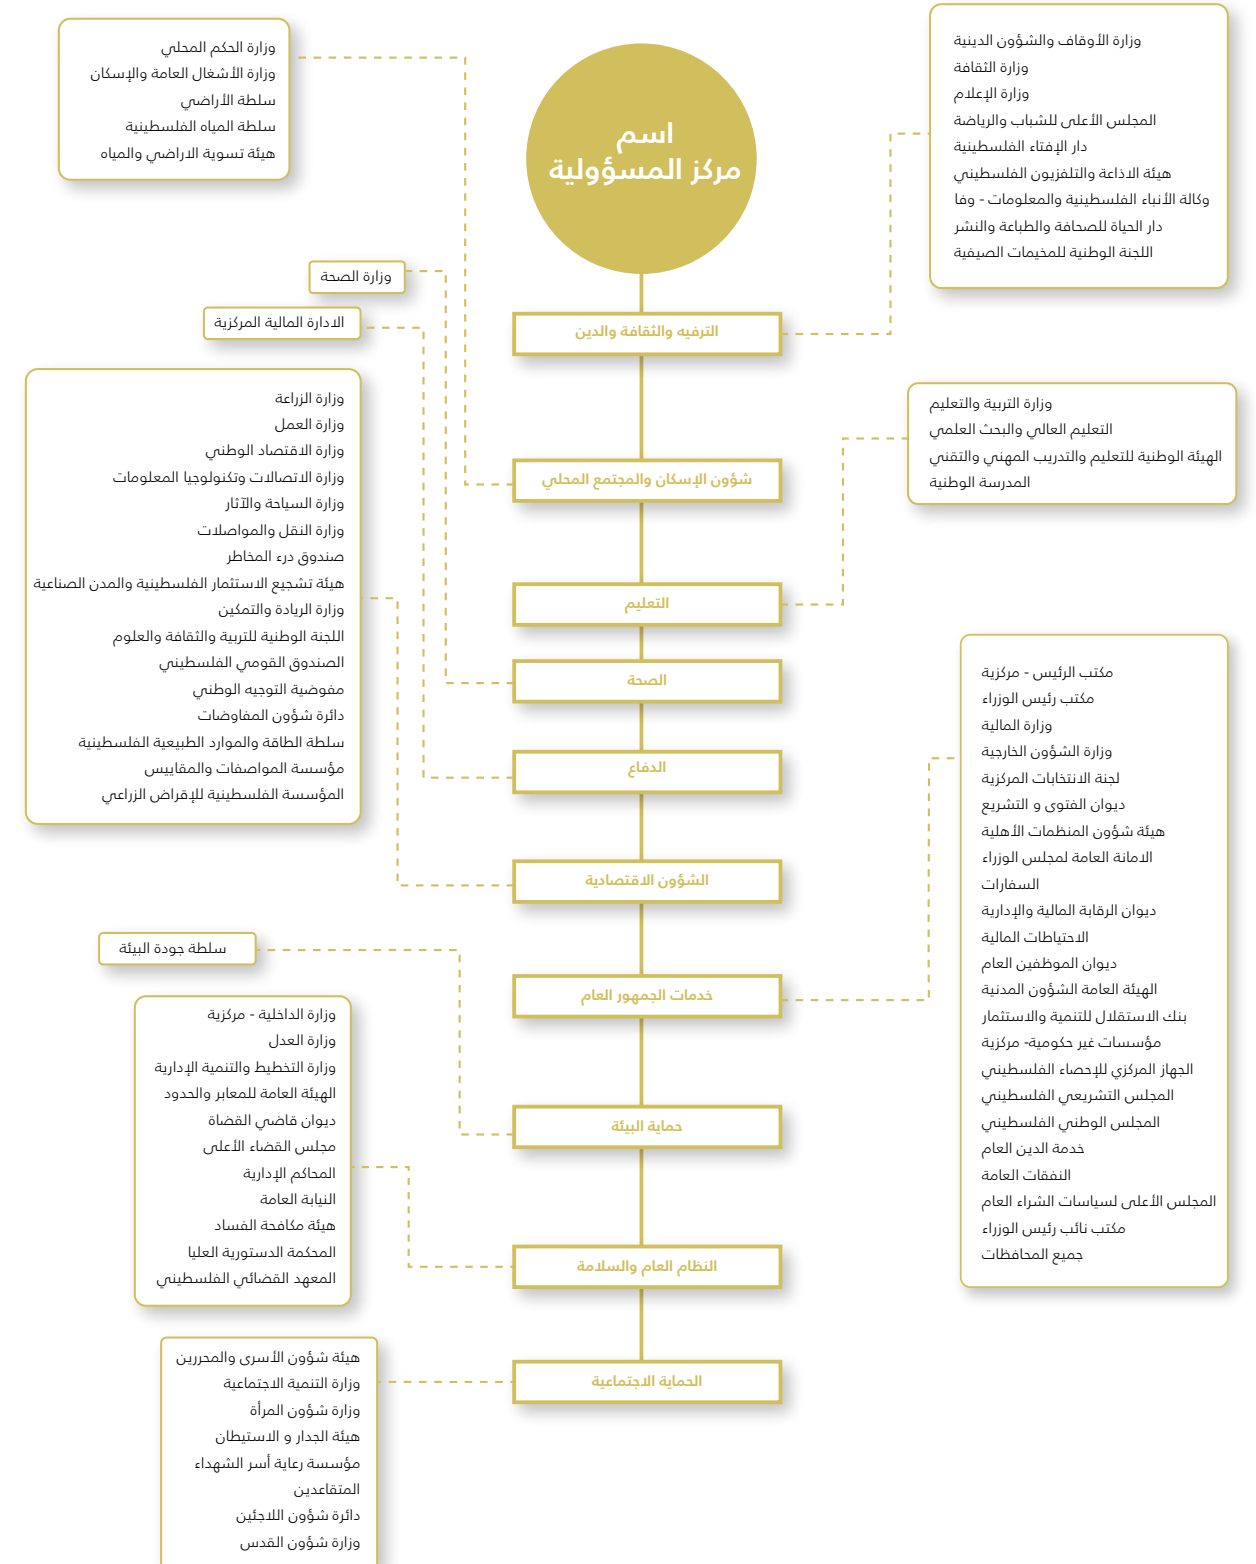 اسم
مركز المسؤولية
وزارة الأوقاف والشؤون الدينية
وزارة الثقافة
وزارة الإعلام
المجلس الأعلى للشباب والرياضة
دار الإفتاء الفلسطينية
هيئة الاذاعة والتلفزيون الفلسطيني
وكالة الأنباء الفلسطينية والمعلومات - وفا
دار الحياة للصحافة والطباعة والنشر
اللجنة الوطنية للمخيمات الصيفية
الترفيه والثقافة والدين
وزارة الحكم المحلي
وزارة الأشغال العامة والإسكان
سلطة الأراضي
سلطة المياه الفلسطينية
هيئة تسوية الاراضي والمياه
شؤون الإسكان والمجتمع المحلي
وزارة التربية والتعليم
التعليم العالي والبحث العلمي
الهيئة الوطنية للتعليم والتدريب المهني والتقني
المدرسة الوطنية
التعليم
وزارة الصحة
الصحة
الادارة المالية المركزية
الدفاع
وزارة الزراعة
وزارة العمل
وزارة الاقتصاد الوطني
وزارة الاتصالات وتكنولوجيا المعلومات
وزارة السياحة والآثار
وزارة النقل والمواصلات
صندوق درء المخاطر
هيئة تشجيع الاستثمار الفلسطينية والمدن الصناعية
وزارة الريادة والتمكين
اللجنة الوطنية للتربية والثقافة والعلوم
الصندوق القومي الفلسطيني
مفوضية التوجيه الوطني
دائرة شؤون المفاوضات
سلطة الطاقة والموارد الطبيعية الفلسطينية
مؤسسة المواصفات والمقاييس
المؤسسة الفلسطينية للإقراض الزراعي
الشؤون الاقتصادية
مكتب الرئيس - مركزية
مكتب رئيس الوزراء
وزارة المالية
وزارة الشؤون الخارجية
لجنة الانتخابات المركزية
ديوان الفتوى و التشريع
هيئة شؤون المنظمات الأهلية
الامانة العامة لمجلس الوزراء
السفارات
ديوان الرقابة المالية والإدارية
الاحتياطات المالية
ديوان الموظفين العام
الهيئة العامة الشؤون المدنية
بنك الاستقلال للتنمية والاستثمار
مؤسسات غير حكومية- مركزية
الجهاز المركزي للإحصاء الفلسطيني
المجلس التشريعي الفلسطيني
المجلس الوطني الفلسطيني
خدمة الدين العام
النفقات العامة
المجلس الأعلى لسياسات الشراء العام
مكتب نائب رئيس الوزراء
جميع المحافظات
خدمات الجمهور العام
سلطة جودة البيئة
حماية البيئة
وزارة الداخلية - مركزية
وزارة العدل
وزارة التخطيط والتنمية الإدارية
الهيئة العامة للمعابر والحدود
ديوان قاضي القضاة
مجلس القضاء الأعلى
المحاكم الإدارية
النيابة العامة
هيئة مكافحة الفساد
المحكمة الدستورية العليا
المعهد القضائي الفلسطيني
النظام العام والسلامة
هيئة شؤون الأسرى والمحررين
وزارة التنمية الاجتماعية
وزارة شؤون المرأة
هيئة الجدار و الاستيطان
مؤسسة رعاية أسر الشهداء
المتقاعدين
دائرة شؤون اللاجئين
وزارة شؤون القدس
الحماية الاجتماعية